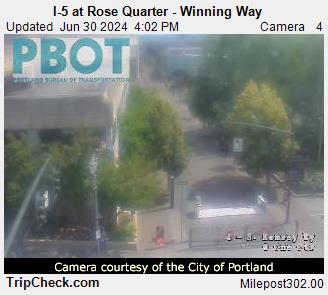 I-5 at Rose Quarter - Winning Way
Updated Jun 30 2024 4:02 PM Camera 4
PBOT
PORTLAND BUREAU OF TRANSPORTATION
Camera courtesy of the City of Portland
TripCheck.com Milepost302.00